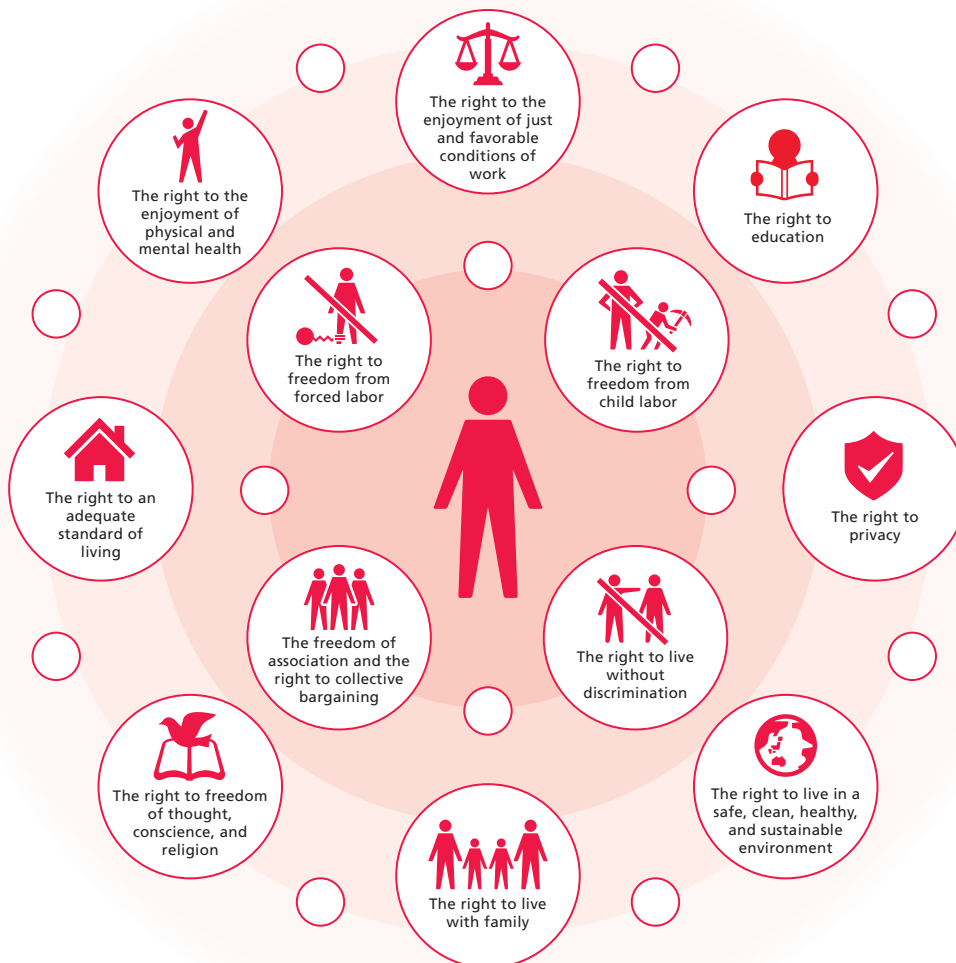 The right to the
enjoyment of just
and favorable
conditions of
work
The right to the
enjoyment of
physical and
mental health
The right to
education
The right to
freedom from
forced labor
The right to
freedom from
child labor
The right to an
adequate
standard of
living
The right to
privacy
The freedom of
association and the
right to collective
bargaining
The right to live
without
discrimination
The right to freedom
of thought,
conscience, and
religion
The right to live in a
safe, clean, healthy,
and sustainable
environment
The right to live
with family